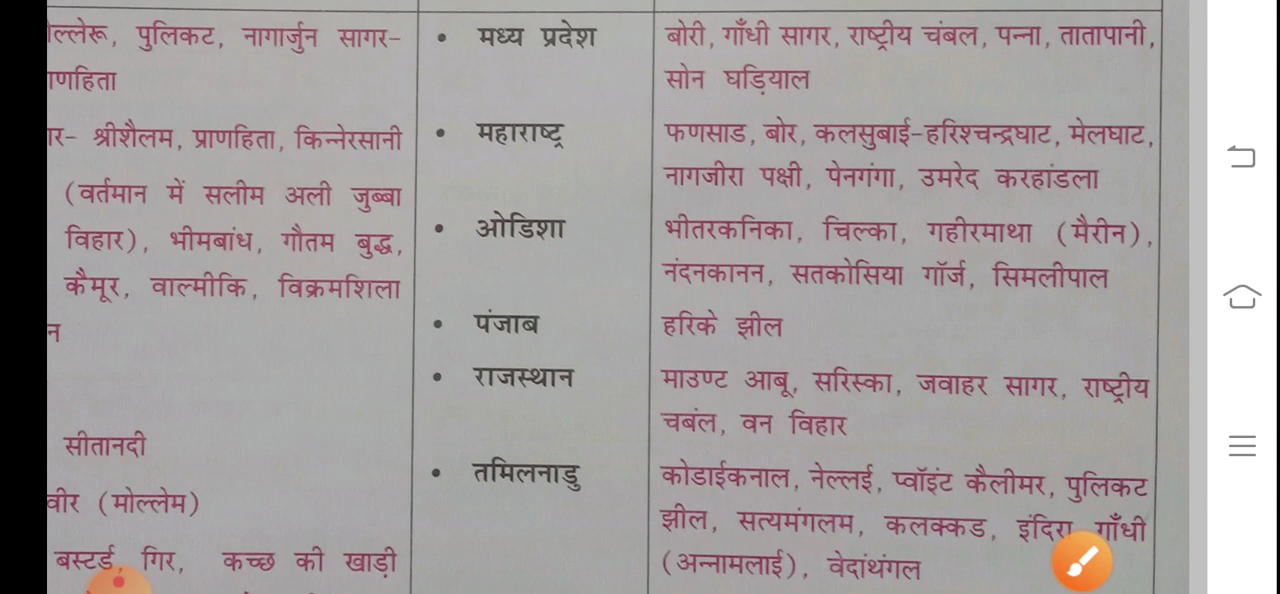 ल्लेरू, पुलिकट, नागार्जुन सागर-
णहिता
र- श्रीशैलम, प्राणहिता, किन्नेरसानी
(वर्तमान में सलीम अली जुब्बा
विहार), भीमबांध, गौतम बुद्ध,
कैमूर, वाल्मीकि, विक्रमशिला
न
सीतानदी
वीर (मोल्लेम)
बस्टर्ड, गिर, कच्छ की खाड़ी
• मध्य प्रदेश
बोरी, गाँधी सागर, राष्ट्रीय चंबल, पन्ना, तातापानी,
सोन घड़ियाल
• महाराष्ट्र
फणसाड, बोर, कलसुबाई-हरिश्चन्द्रघाट, मेलघाट,
नागजीरा पक्षी, पेनगंगा, उमरेद करहांडला
• ओडिशा
भीतरकनिका, चिल्का, गहीरमाथा (मैरीन),
नंदनकानन, सतकोसिया गॉर्ज, सिमलीपाल
• पंजाब
हरिके झील
• राजस्थान
माउण्ट आबू, सरिस्का, जवाहर सागर, राष्ट्रीय
चबंल, वन विहार
• तमिलनाडु
कोडाईकनाल, नेल्लई, प्वॉइंट कैलीमर, पुलिकट
झील, सत्यमंगलम, कलक्कड, इंदिरा गाँधी
(अन्नामलाई), वेदांथंगल